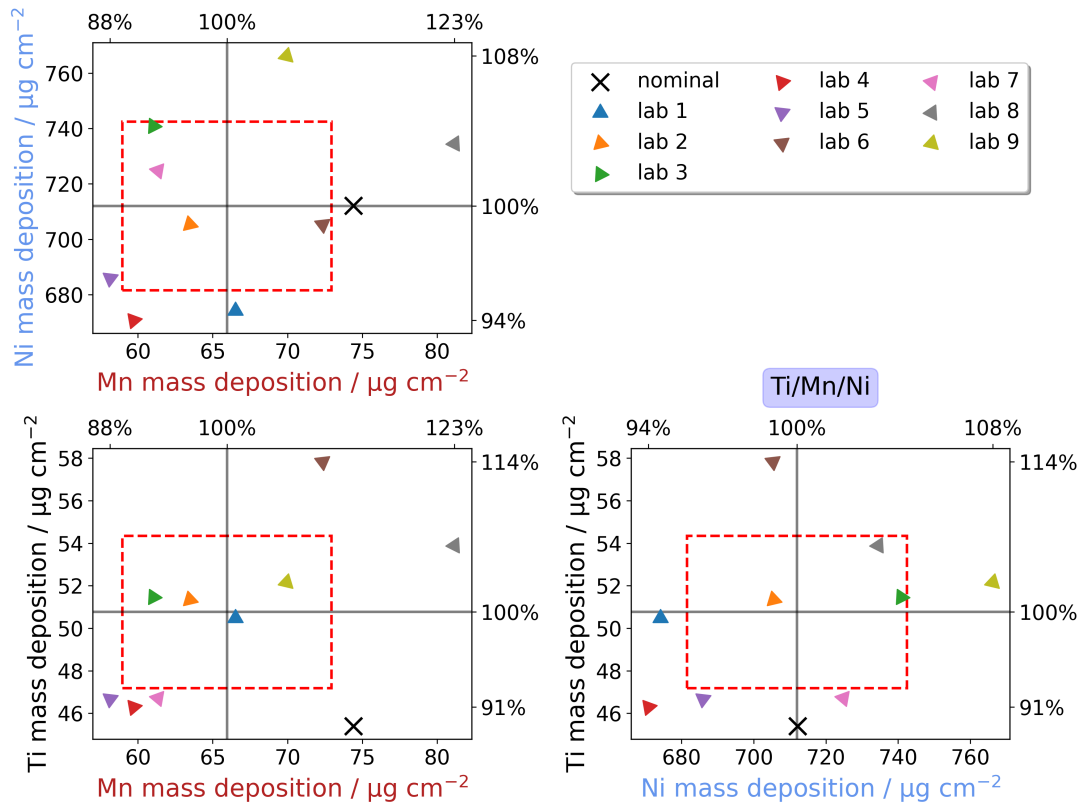 88% 100% 123%
760
740
720
700
680
108%
100%
94%
Ni mass deposition / µg cm⁻²
60 65 70 75 80
Mn mass deposition / µg cm⁻²
nominal
lab 1
lab 2
lab 3
lab 4
lab 5
lab 6
lab 7
lab 8
lab 9
Ti/Mn/Ni
88% 100% 123%
58
56
54
52
50
48
46
114%
100%
91%
Ti mass deposition / µg cm⁻²
60 65 70 75 80
Mn mass deposition / µg cm⁻²
94% 100% 108%
58
56
54
52
50
48
46
114%
100%
91%
Ti mass deposition / µg cm⁻²
680 700 720 740 760
Ni mass deposition / µg cm⁻²